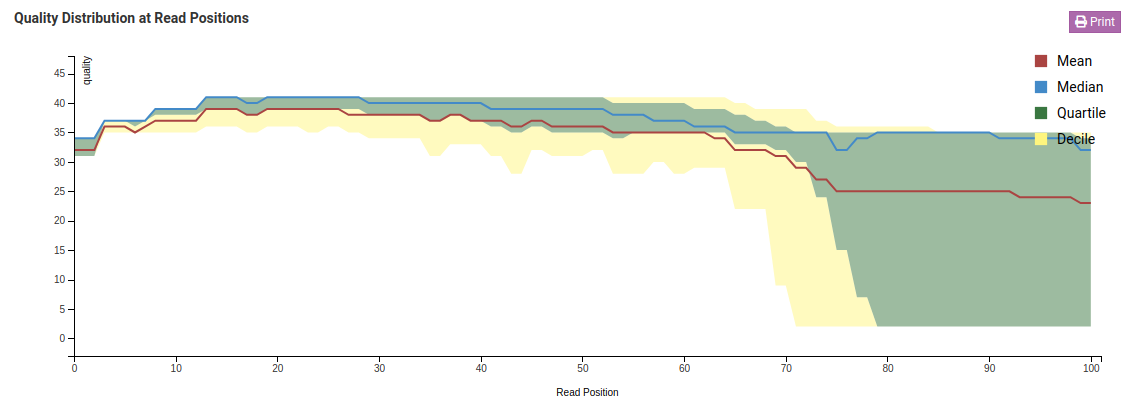 Quality Distribution at Read Positions
Print
quality
Mean
Median
Quartile
Decile
45
40
35
30
25
20
15
10
5
0
0 10 20 30 40 50 60 70 80 90 100
Read Position